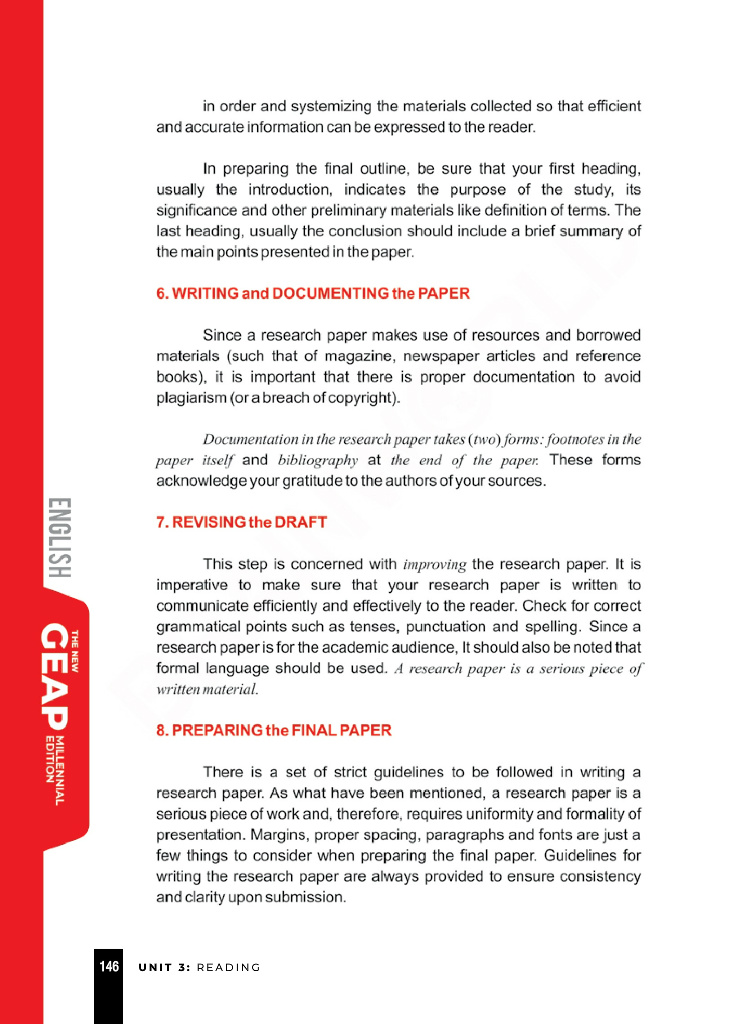 in order and systemizing the materials collected so that efficient
and accurate information can be expressed to the reader.
In preparing the final outline, be sure that your first heading,
usually the introduction, indicates the purpose of the study, its
significance and other preliminary materials like definition of terms. The
last heading, usually the conclusion should include a brief summary of
the main points presented in the paper.
6. WRITING and DOCUMENTING the PAPER
Since a research paper makes use of resources and borrowed
materials (such that of magazine, newspaper articles and reference
books), it is important that there is proper documentation to avoid
plagiarism (or a breach of copyright).
Documentation in the research paper takes (two) forms: footnotes in the
paper itself and bibliography at the end of the paper. These forms
acknowledge your gratitude to the authors of your sources.
7. REVISING the DRAFT
This step is concerned with improving the research paper. It is
imperative to make sure that your research paper is written to
communicate efficiently and effectively to the reader. Check for correct
grammatical points such as tenses, punctuation and spelling. Since a
research paper is for the academic audience, It should also be noted that
formal language should be used. A research paper is a serious piece of
written material.
8. PREPARING the FINAL PAPER
There is a set of strict guidelines to be followed in writing a
research paper. As what have been mentioned, a research paper is a
serious piece of work and, therefore, requires uniformity and formality of
presentation. Margins, proper spacing, paragraphs and fonts are just a
few things to consider when preparing the final paper. Guidelines for
writing the research paper are always provided to ensure consistency
and clarity upon submission.
ENGLISH
THE NEW
GEAP
MILLENNIAL
EDITION
146 UNIT 3: READING